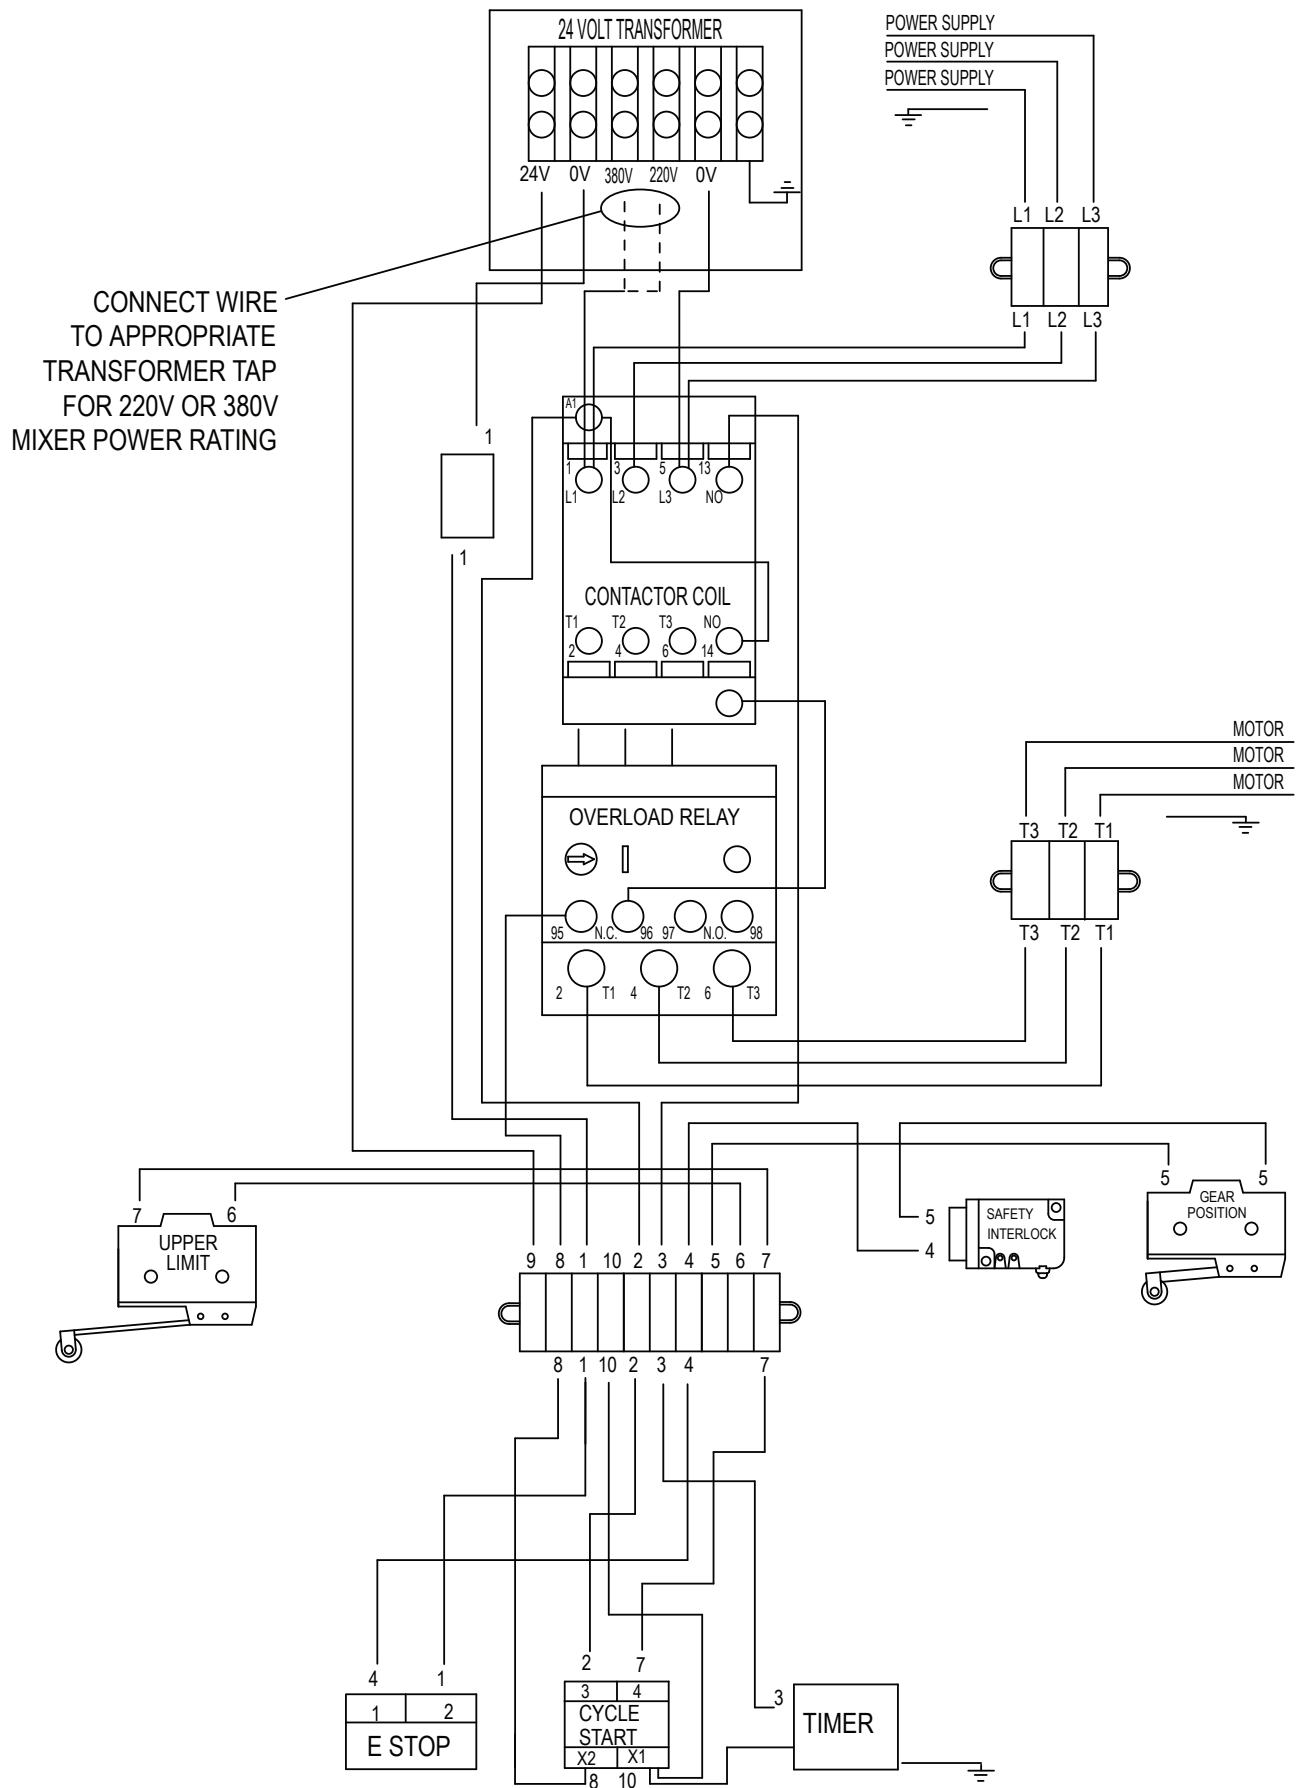 24 VOLT TRANSFORMER
24V 0V 380V 220V 0V
POWER SUPPLY
POWER SUPPLY
POWER SUPPLY
L1 L2 L3
L1 L2 L3
CONNECT WIRE
TO APPROPRIATE
TRANSFORMER TAP
FOR 220V OR 380V
MIXER POWER RATING
1
1
A1
1 3 5 13
L1 L2 L3 NO
CONTACTOR COIL
T1 T2 T3 NO
2 4 6 14
OVERLOAD RELAY
95 N.C. 96 97 N.O. 98
2 T1 4 T2 6 T3
MOTOR
MOTOR
MOTOR
T3 T2 T1
T3 T2 T1
7 6
UPPER
LIMIT
5
4
SAFETY
INTERLOCK
5 5
GEAR
POSITION
9 8 1 10 2 3 4 5 6 7
8 1 10 2 3 4 7
4 1
1 2
E STOP
2 7
3 4
CYCLE
START
X2 X1
8 10
3
TIMER